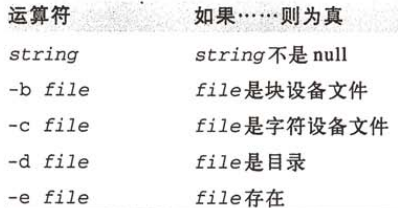 运算符 如果……则为真
string string不是 null
-b file file是块设备文件
-c file file是字符设备文件
-d file file是目录
-e file file存在